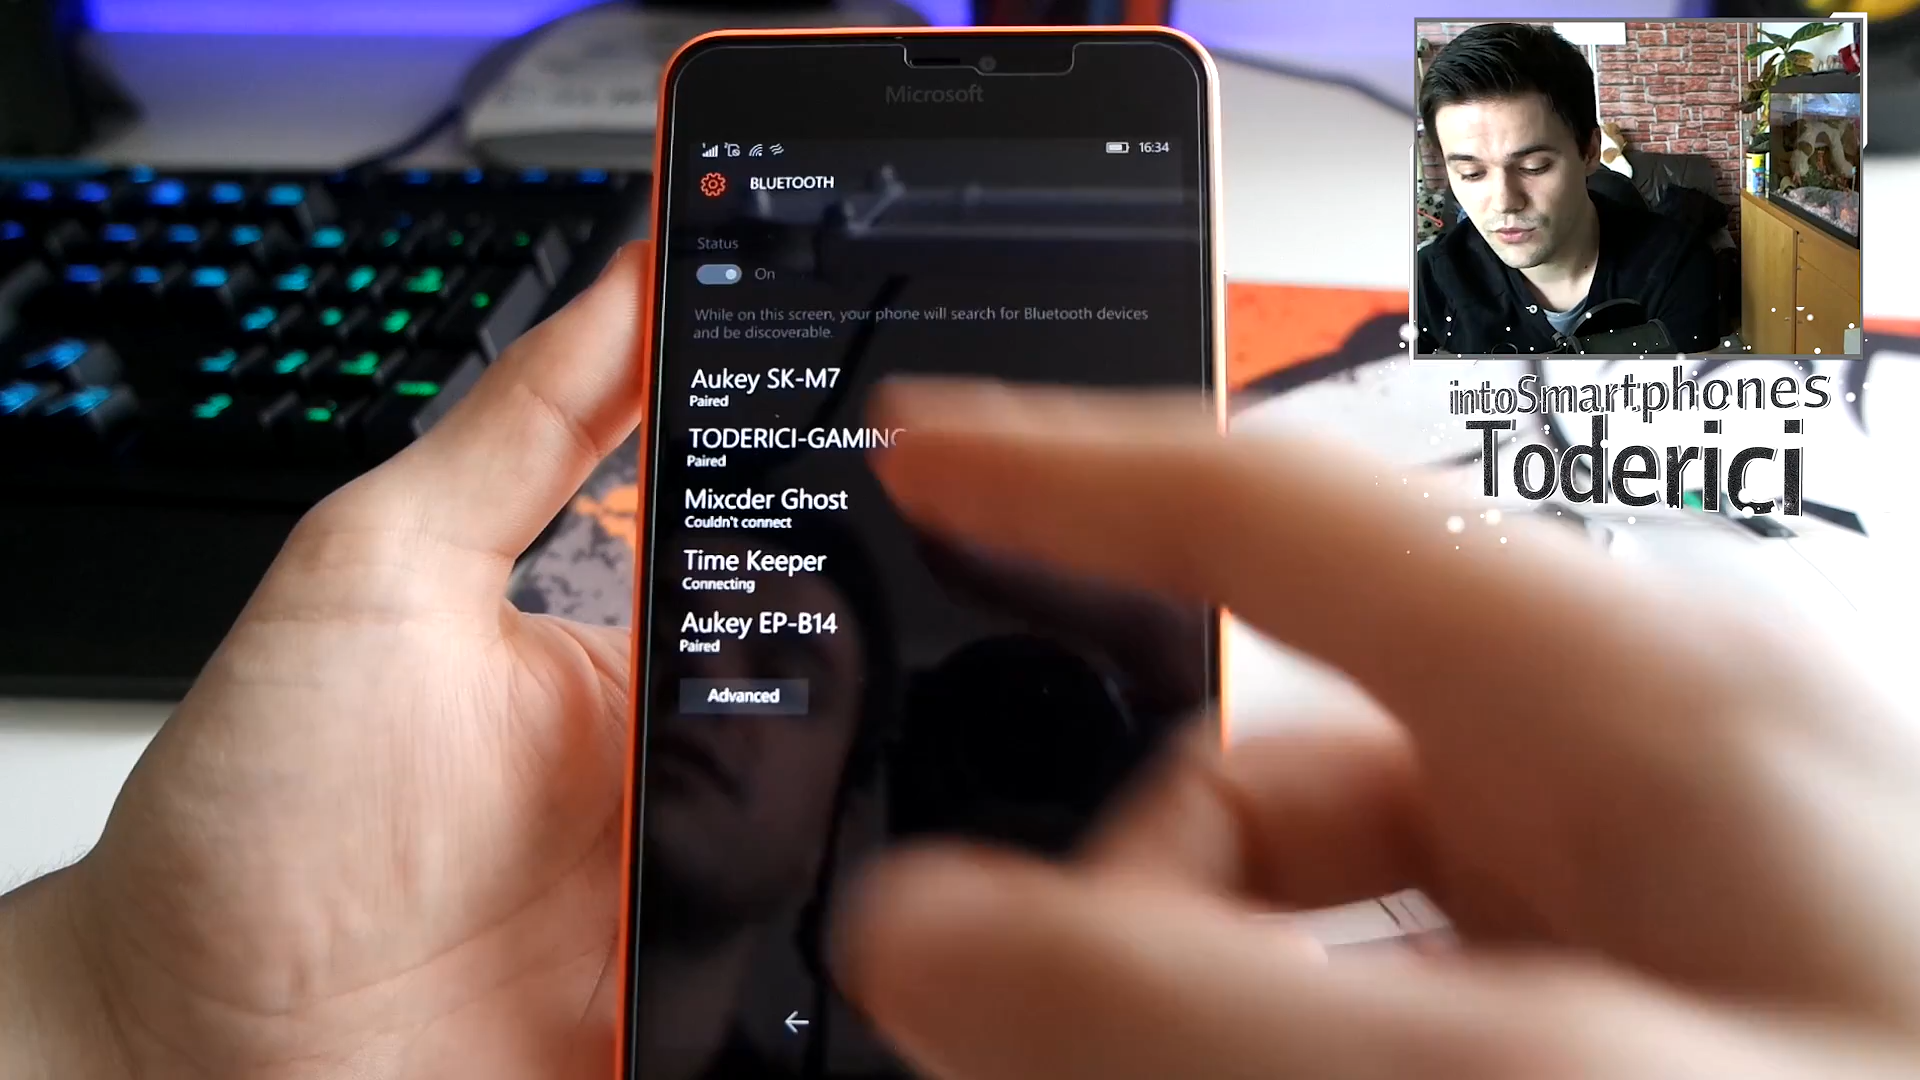 Microsoft
16:34
BLUETOOTH
Status
On
While on this screen, your phone will search for Bluetooth devices
and be discoverable.
Aukey SK-M7
Paired
TODERICI-GAMING
Paired
Mixcder Ghost
Couldn't connect
Time Keeper
Connecting
Aukey EP-B14
Paired
Advanced
intoSmartphones
Toderici